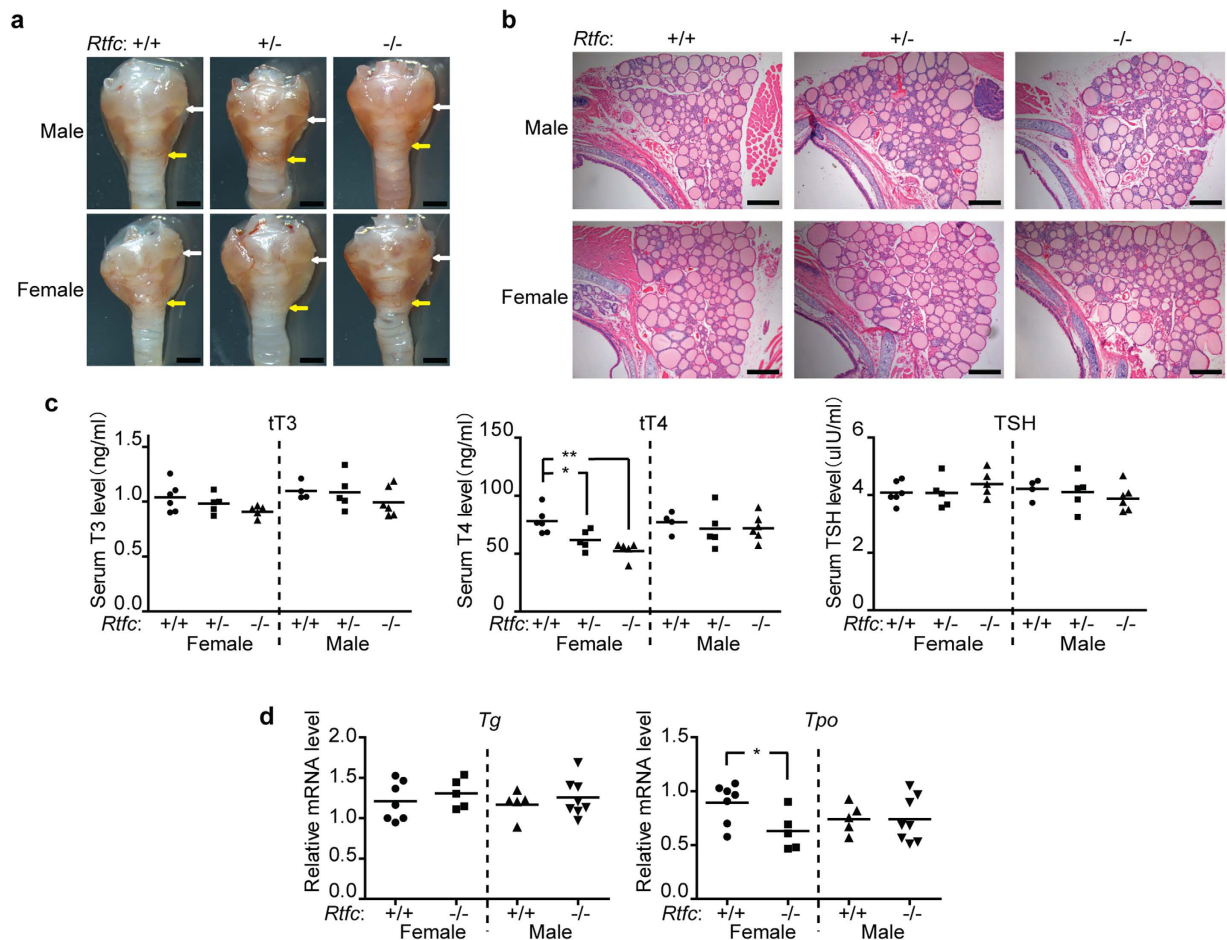 a
Rtfc: +/+ +/- -/-
Male
Female
b
Rtfc: +/+ +/- -/-
Male
Female
c
tT3
Serum T3 level(ng/ml)
1.5
1.0
0.5
0.0
Rtfc: +/+ +/- -/- +/+ +/- -/-
Female Male
tT4
Serum T4 level(ng/ml)
150
100
50
0
**
*
Rtfc: +/+ +/- -/- +/+ +/- -/-
Female Male
TSH
Serum TSH level(uIU/ml)
6
4
2
0
Rtfc: +/+ +/- -/- +/+ +/- -/-
Female Male
d
Tg
Relative mRNA level
2.0
1.5
1.0
0.5
0.0
Rtfc: +/+ -/- +/+ -/-
Female Male
Tpo
Relative mRNA level
2.0
1.5
1.0
0.5
0.0
*
Rtfc: +/+ -/- +/+ -/-
Female Male